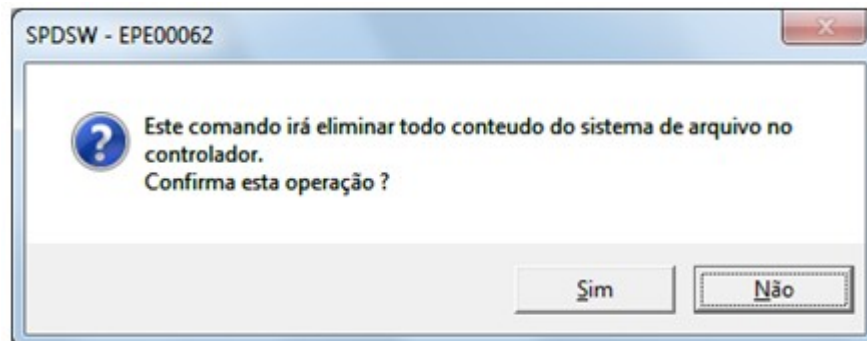 SPDSW - EPE00062
Este comando irá eliminar todo conteudo do sistema de arquivo no
controlador.
Confirma esta operação ?
Sim
Não